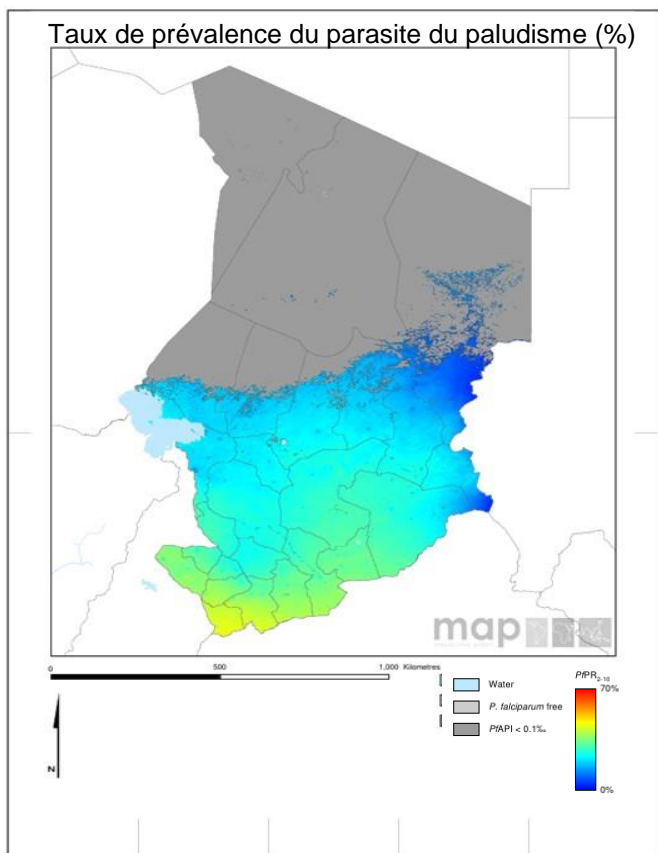 Taux de prévalence du parasite du paludisme (%)
map
0 500 1,000 Kilometres
N
Water
P. falciparum free
PfAPI < 0.1‰
PfPR2-10
70%
0%